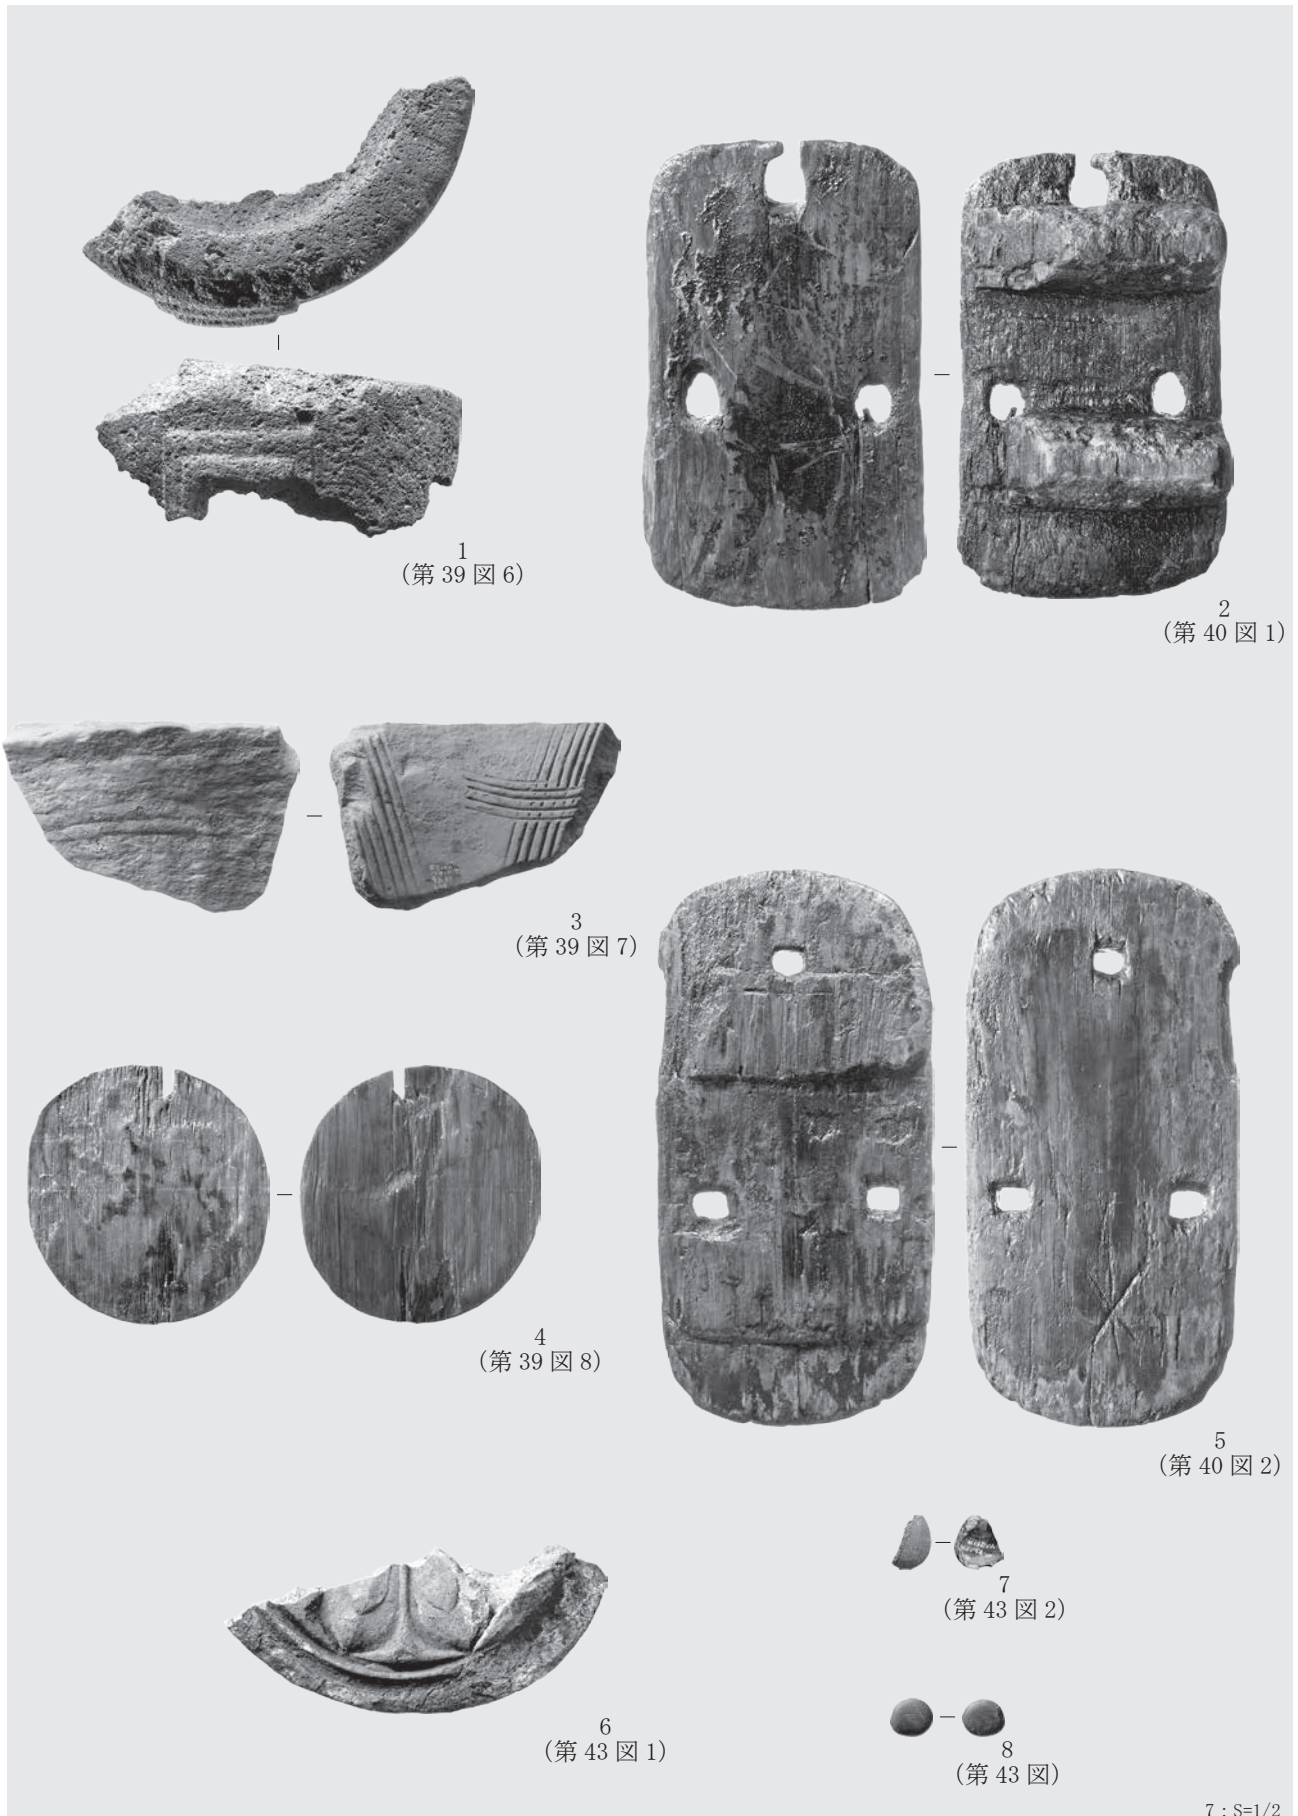 1
（第 39 図 6）
2
（第 40 図 1）
3
（第 39 図 7）
4
（第 39 図 8）
5
（第 40 図 2）
6
（第 43 図 1）
7
（第 43 図 2）
8
（第 43 図）
7 : S=1/2